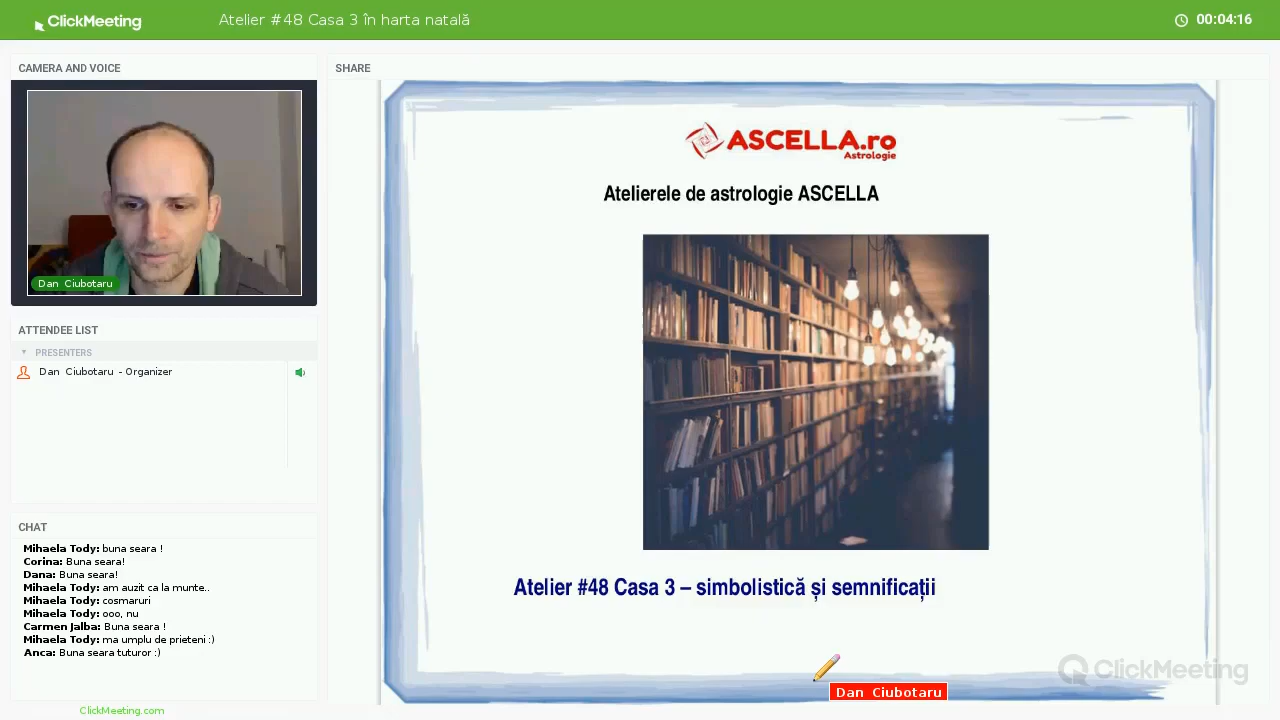 ClickMeeting
Atelier #48 Casa 3 în harta natală
00:04:16
CAMERA AND VOICE
Dan Ciubotaru
ATTENDEE LIST
PRESENTERS
Dan Ciubotaru - Organizer
CHAT
Mihaela Tody: buna seara !
Corina: Buna seara!
Dana: Buna seara!
Mihaela Tody: am auzit ca la munte..
Mihaela Tody: cosmaruri
Mihaela Tody: ooo, nu
Carmen Jalba: Buna seara !
Mihaela Tody: ma umplu de prieteni :)
Anca: Buna seara tuturor :)
ClickMeeting.com
SHARE
ASCELLA.ro
Astrologie
Atelierele de astrologie ASCELLA
Atelier #48 Casa 3 – simbolistică și semnificații
ClickMeeting
Dan Ciubotaru